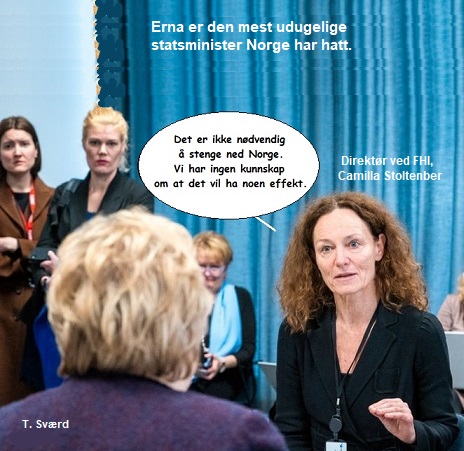 Erna er den mest udugelige
statsminister Norge har hatt.
Det er ikke nødvendig
å stenge ned Norge.
Vi har ingen kunnskap
om at det vil ha noen effekt.
Direktør ved FHI,
Camilla Stoltenber
T. Sværd